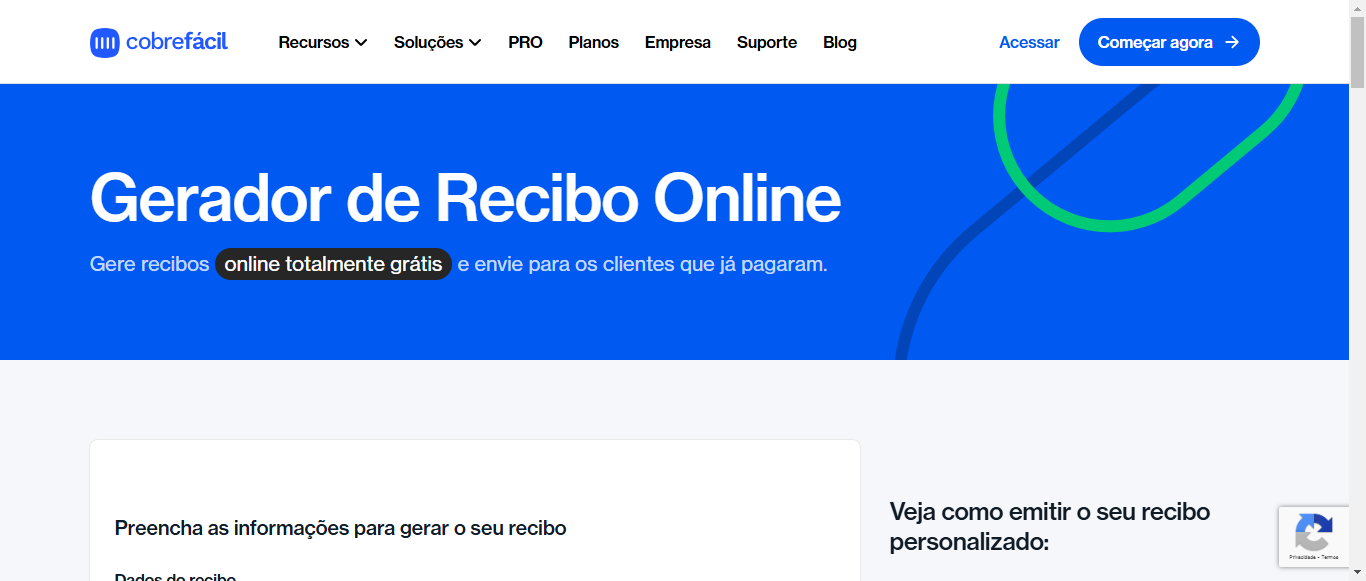 cobrefácil
Recursos
Soluções
PRO
Planos
Empresa
Suporte
Blog
Acessar
Começar agora
Gerador de Recibo Online
Gere recibos online totalmente grátis e envie para os clientes que já pagaram.
Preencha as informações para gerar o seu recibo
Dados do recibo
Veja como emitir o seu recibo
personalizado:
Privacidade - Termos